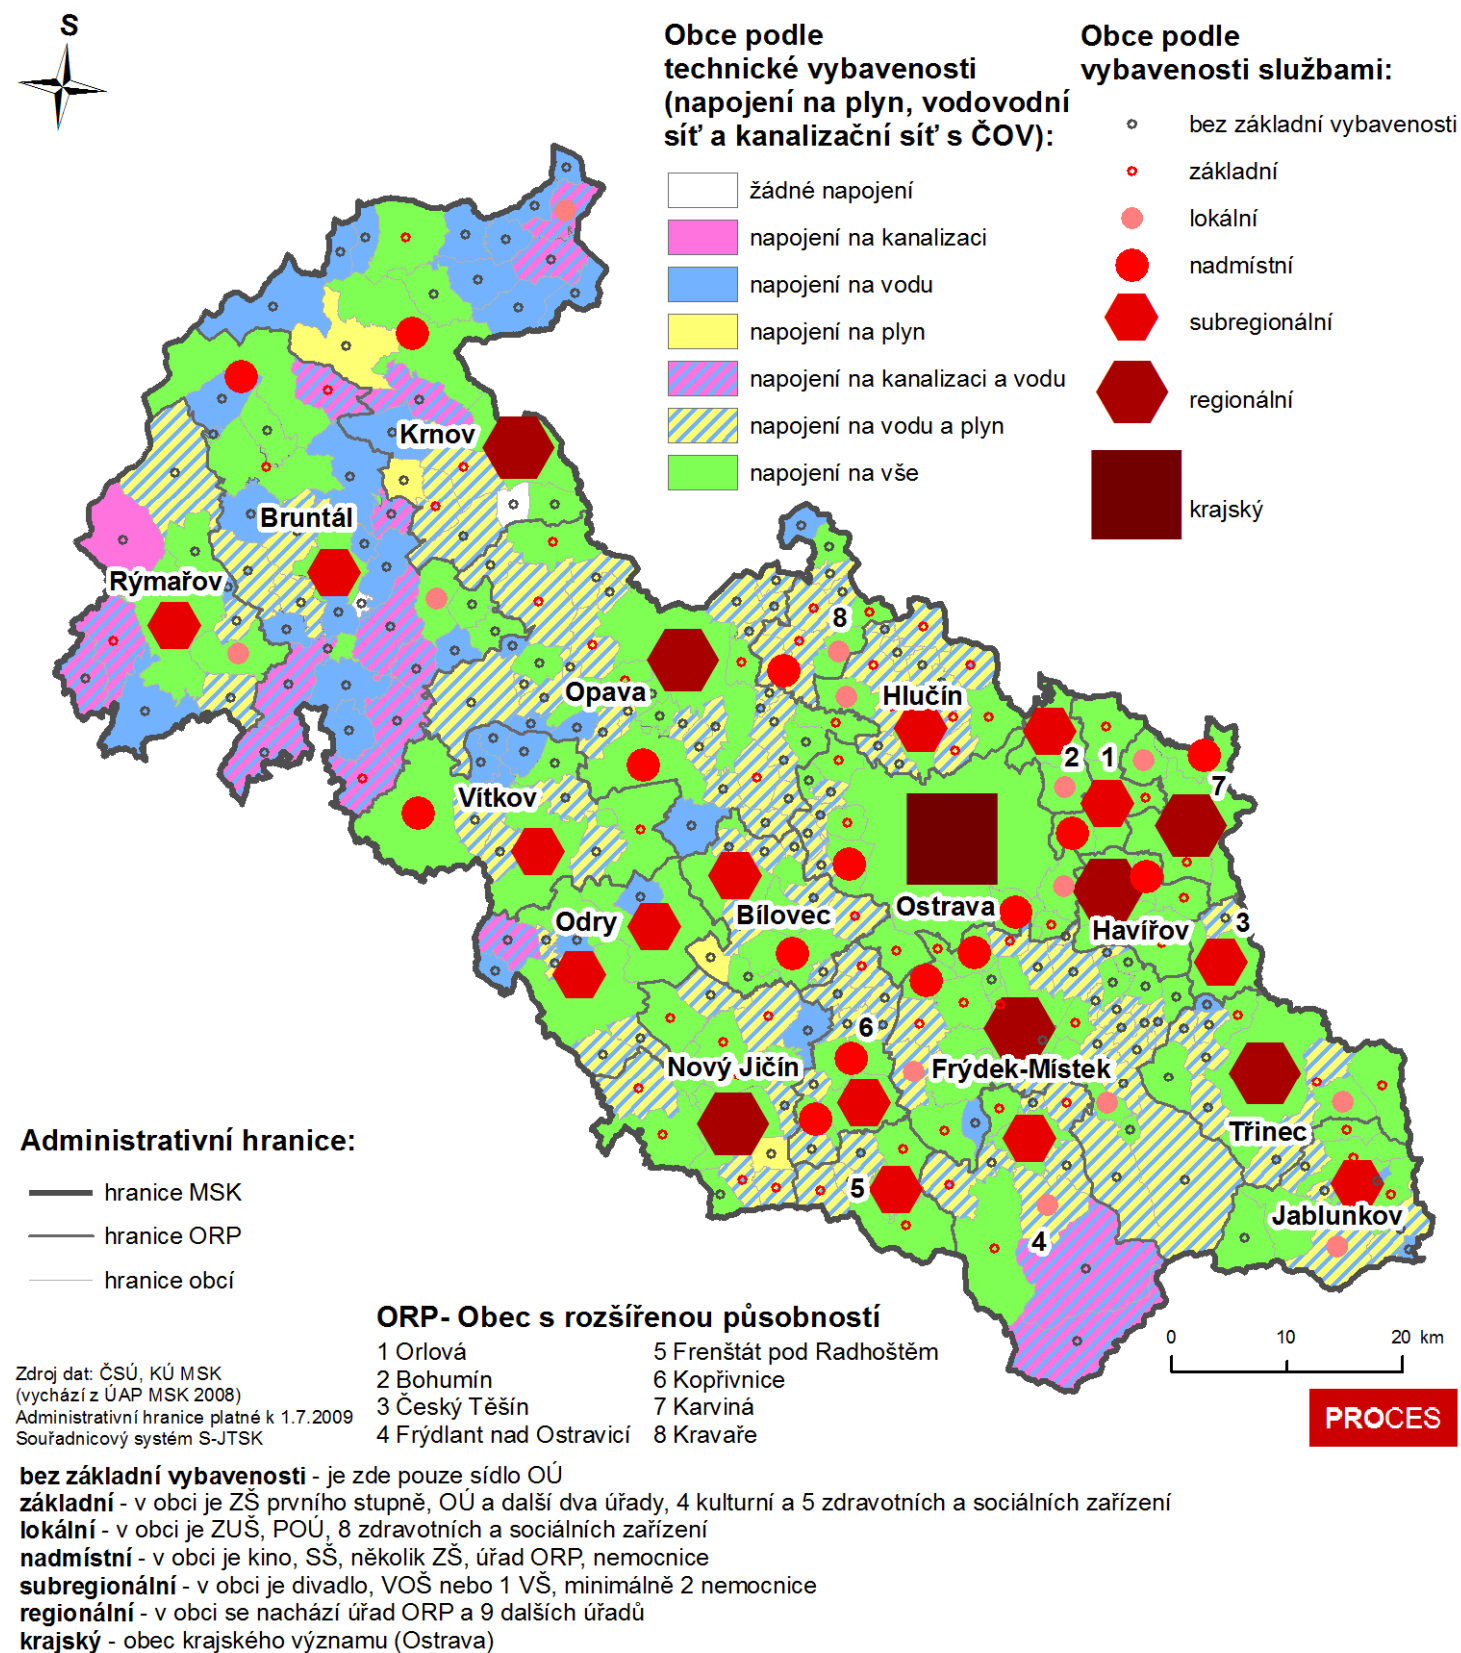 S
Obce podle
technické vybavenosti
(napojení na plyn, vodovodní
síť a kanalizační síť s ČOV):
žádné napojení
napojení na kanalizaci
napojení na vodu
napojení na plyn
napojení na kanalizaci a vodu
napojení na vodu a plyn
napojení na vše
Obce podle
vybavenosti službami:
bez základní vybavenosti
základní
lokální
nadmístní
subregionální
regionální
krajský
Krnov
Bruntál
Rýmařov
8
Opava
Hlučín
2
1
7
Vítkov
Odry
Bílovec
Ostrava
Havířov
3
6
Nový Jičín
Frýdek-Místek
Třinec
5
4
Jablunkov
Administrativní hranice:
hranice MSK
hranice ORP
hranice obcí
ORP- Obec s rozšířenou působností
1 Orlová
2 Bohumín
3 Český Těšín
4 Frýdlant nad Ostravicí
5 Frenštát pod Radhoštěm
6 Kopřivnice
7 Karviná
8 Kravaře
0 10 20 km
PROCES
Zdroj dat: ČSÚ, KÚ MSK
(vychází z ÚAP MSK 2008)
Administrativní hranice platné k 1.7.2009
Souřadnicový systém S-JTSK
bez základní vybavenosti - je zde pouze sídlo OÚ
základní - v obci je ZŠ prvního stupně, OÚ a další dva úřady, 4 kulturní a 5 zdravotních a sociálních zařízení
lokální - v obci je ZUŠ, POÚ, 8 zdravotních a sociálních zařízení
nadmístní - v obci je kino, SŠ, několik ZŠ, úřad ORP, nemocnice
subregionální - v obci je divadlo, VOŠ nebo 1 VŠ, minimálně 2 nemocnice
regionální - v obci se nachází úřad ORP a 9 dalších úřadů
krajský - obec krajského významu (Ostrava)